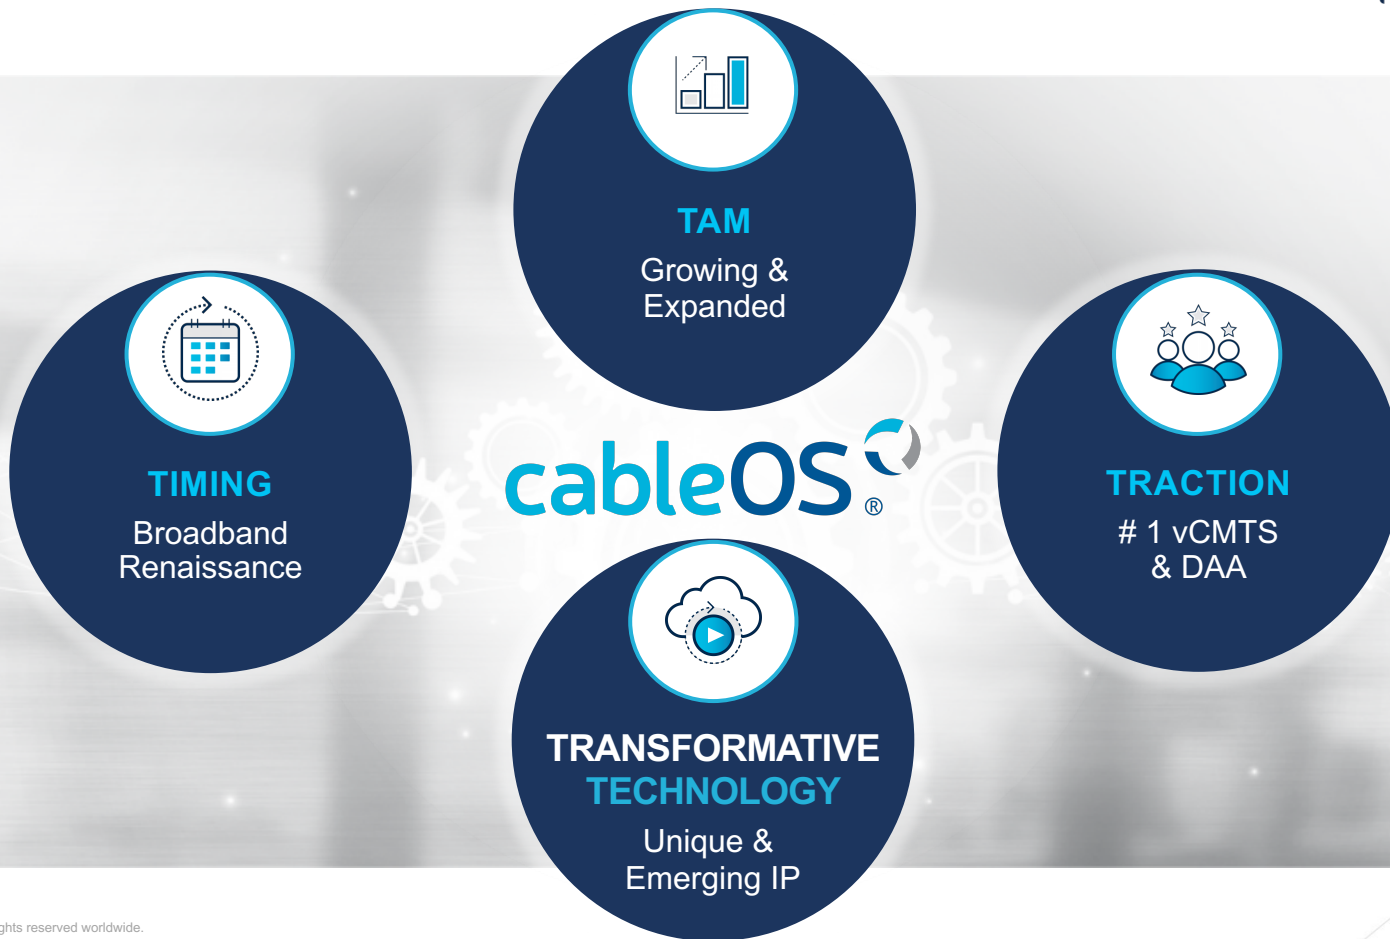 TAM
Growing &
Expanded
TIMING
Broadband
Renaissance
cableOS®
TRACTION
# 1 vCMTS
& DAA
TRANSFORMATIVE
TECHNOLOGY
Unique &
Emerging IP
ghts reserved worldwide.